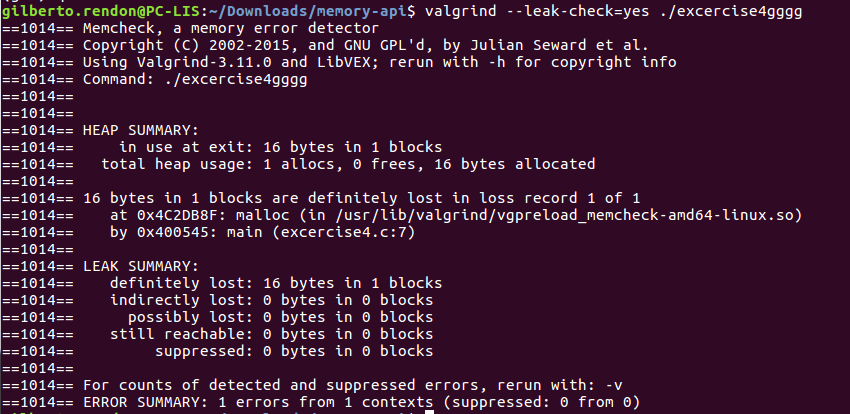 gilberto.rendon@PC-LIS:~/Downloads/memory-api$ valgrind --leak-check=yes ./excercise4gggg
==1014== Memcheck, a memory error detector
==1014== Copyright (C) 2002-2015, and GNU GPL'd, by Julian Seward et al.
==1014== Using Valgrind-3.11.0 and LibVEX; rerun with -h for copyright info
==1014== Command: ./excercise4gggg
==1014==
==1014==
==1014== HEAP SUMMARY:
==1014==     in use at exit: 16 bytes in 1 blocks
==1014==   total heap usage: 1 allocs, 0 frees, 16 bytes allocated
==1014==
==1014== 16 bytes in 1 blocks are definitely lost in loss record 1 of 1
==1014==    at 0x4C2DB8F: malloc (in /usr/lib/valgrind/vgpreload_memcheck-amd64-linux.so)
==1014==    by 0x400545: main (excercise4.c:7)
==1014==
==1014== LEAK SUMMARY:
==1014==    definitely lost: 16 bytes in 1 blocks
==1014==    indirectly lost: 0 bytes in 0 blocks
==1014==      possibly lost: 0 bytes in 0 blocks
==1014==    still reachable: 0 bytes in 0 blocks
==1014==         suppressed: 0 bytes in 0 blocks
==1014==
==1014== For counts of detected and suppressed errors, rerun with: -v
==1014== ERROR SUMMARY: 1 errors from 1 contexts (suppressed: 0 from 0)